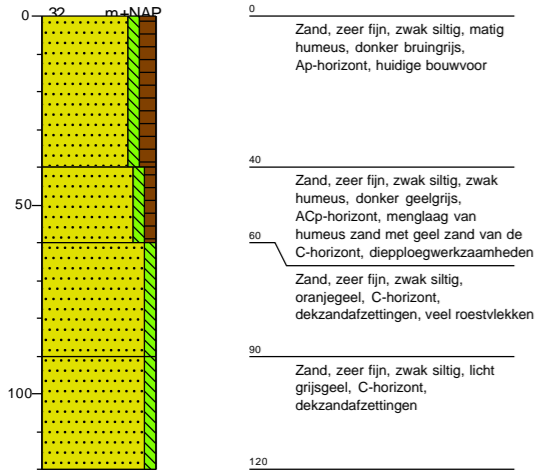 0
32 m+NAP
50
100
0
Zand, zeer fijn, zwak siltig, matig
humeus, donker bruingrijs,
Ap-horizont, huidige bouwvoor
40
Zand, zeer fijn, zwak siltig, zwak
humeus, donker geelgrijs,
ACp-horizont, menglaag van
humeus zand met geel zand van de
C-horizont, diepploegwerkzaamheden
60
Zand, zeer fijn, zwak siltig,
oranjegeel, C-horizont,
dekzandafzettingen, veel roestvlekken
90
Zand, zeer fijn, zwak siltig, licht
grijsgeel, C-horizont,
dekzandafzettingen
120